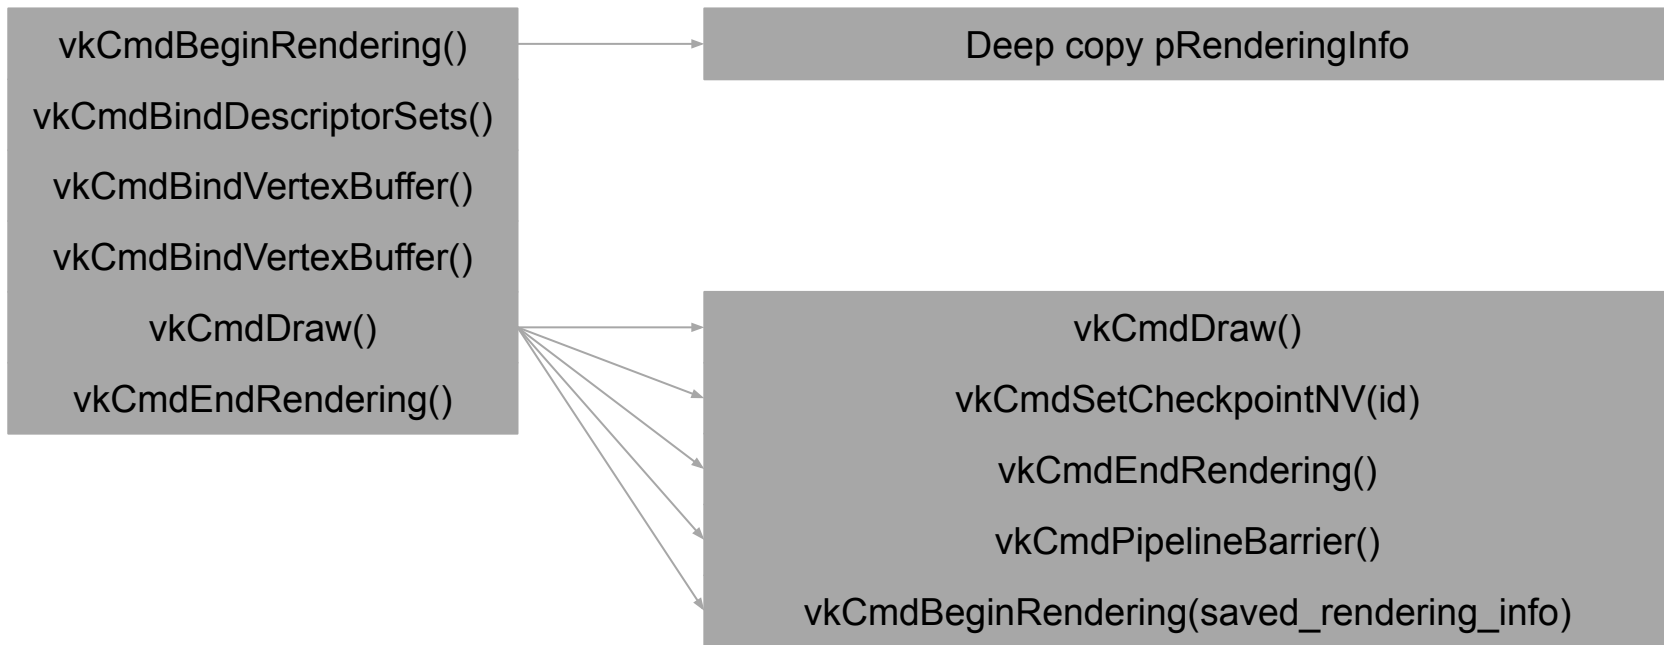 vkCmdBeginRendering()
Deep copy pRenderingInfo
vkCmdBindDescriptorSets()
vkCmdBindVertexBuffer()
vkCmdBindVertexBuffer()
vkCmdDraw()
vkCmdEndRendering()
vkCmdDraw()
vkCmdSetCheckpointNV(id)
vkCmdEndRendering()
vkCmdPipelineBarrier()
vkCmdBeginRendering(saved_rendering_info)